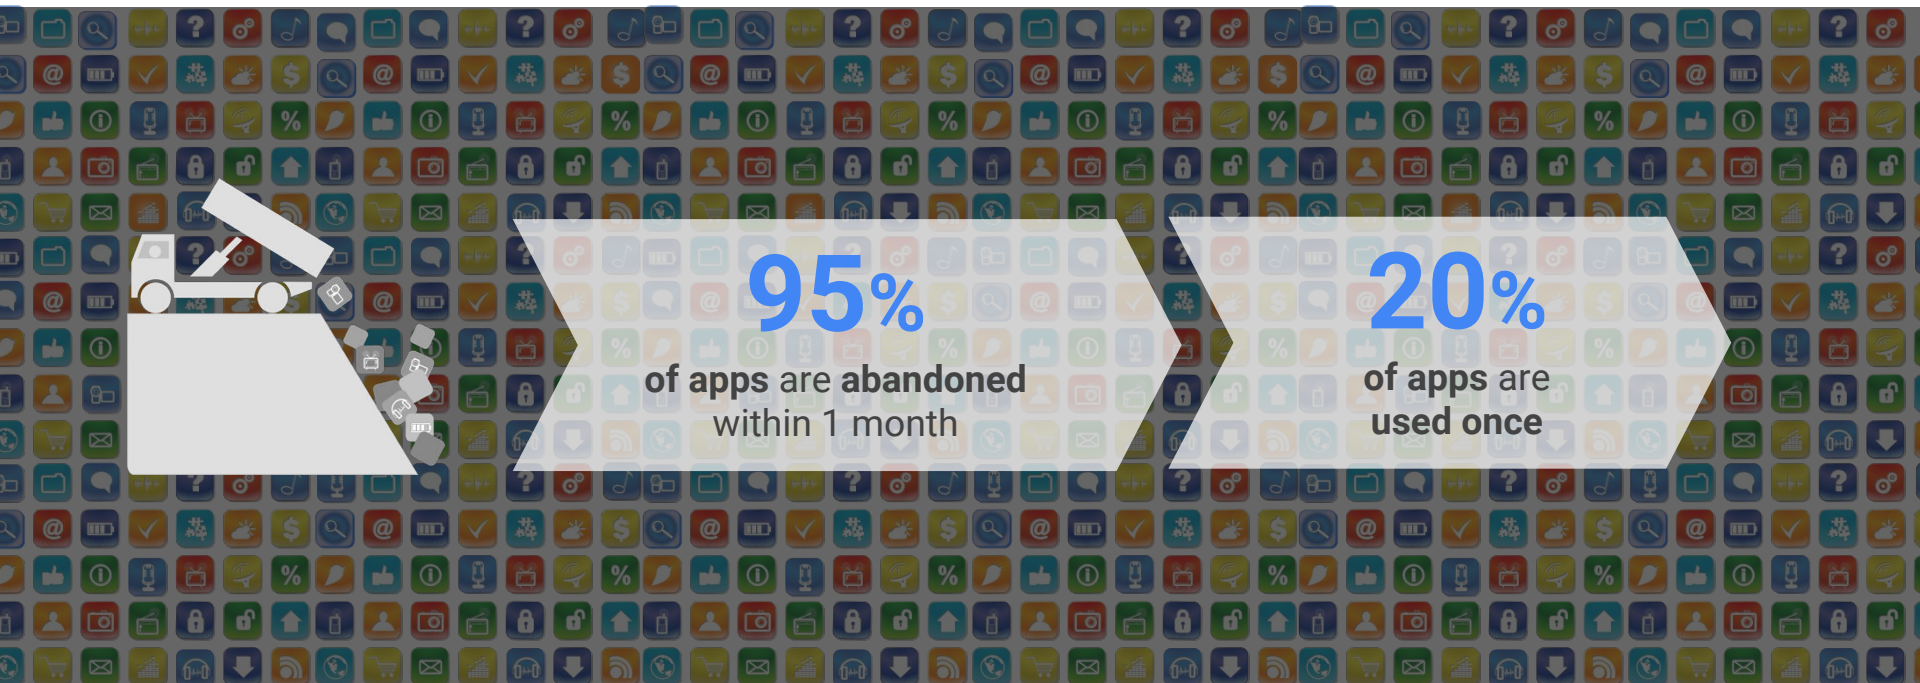 95%
of apps are abandoned
within 1 month
20%
of apps are
used once